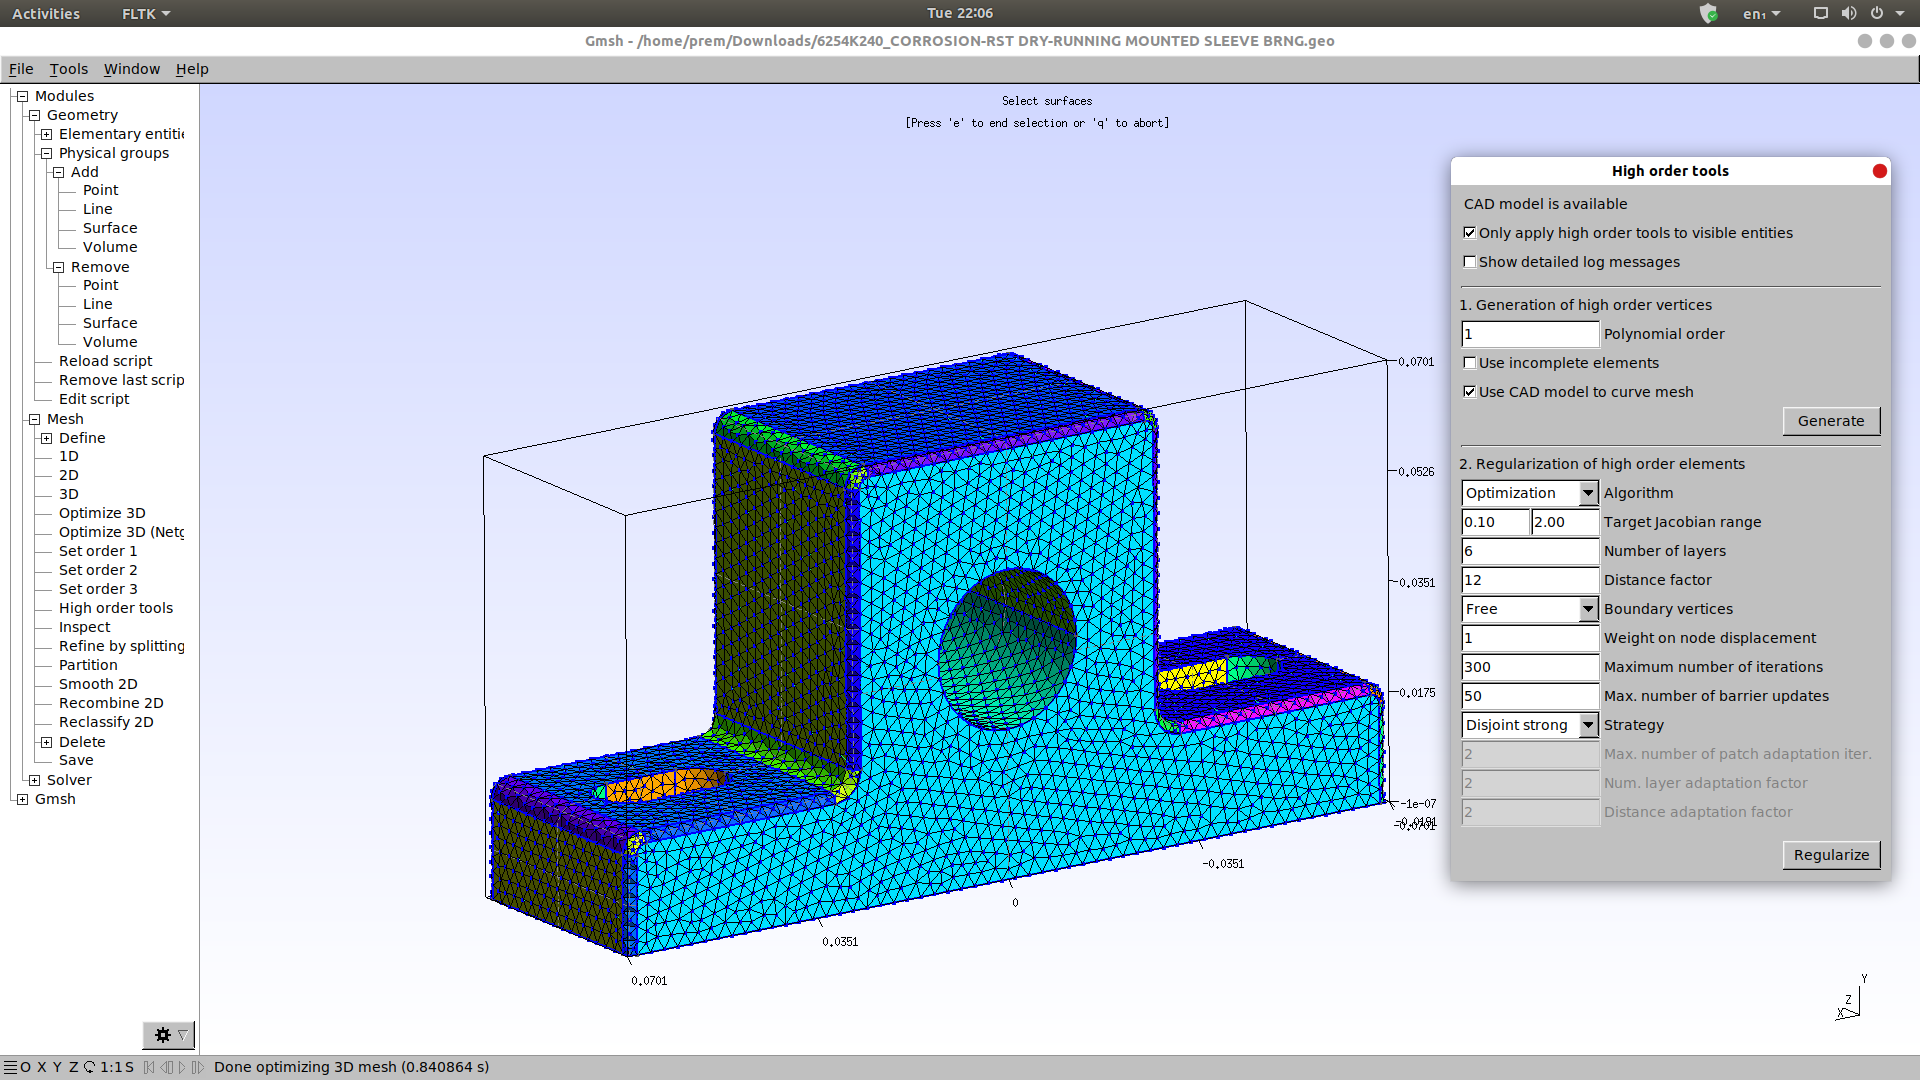 Activities
FLTK
Tue 22:06
en₁
Gmsh - /home/prem/Downloads/6254K240_CORROSION-RST DRY-RUNNING MOUNTED SLEEVE BRNG.geo
File Tools Window Help
Modules
Geometry
Elementary entitie
Physical groups
Add
Point
Line
Surface
Volume
Remove
Point
Line
Surface
Volume
Reload script
Remove last scrip
Edit script
Mesh
Define
1D
2D
3D
Optimize 3D
Optimize 3D (Netg
Set order 1
Set order 2
Set order 3
High order tools
Inspect
Refine by splitting
Partition
Smooth 2D
Recombine 2D
Reclassify 2D
Delete
Save
Solver
Gmsh
Select surfaces
[Press 'e' to end selection or 'q' to abort]
0.0701
0.0526
0.0351
0.0175
-1e-07
-0.0191
-0.0701
-0.0351
0
0.0351
0.0701
Y
Z
X
High order tools
CAD model is available
Only apply high order tools to visible entities
Show detailed log messages
1. Generation of high order vertices
1 Polynomial order
Use incomplete elements
Use CAD model to curve mesh
Generate
2. Regularization of high order elements
Optimization Algorithm
0.10 2.00 Target Jacobian range
6 Number of layers
12 Distance factor
Free Boundary vertices
1 Weight on node displacement
300 Maximum number of iterations
50 Max. number of barrier updates
Disjoint strong Strategy
2 Max. number of patch adaptation iter.
2 Num. layer adaptation factor
2 Distance adaptation factor
Regularize
O X Y Z 1:1 S Done optimizing 3D mesh (0.840864 s)